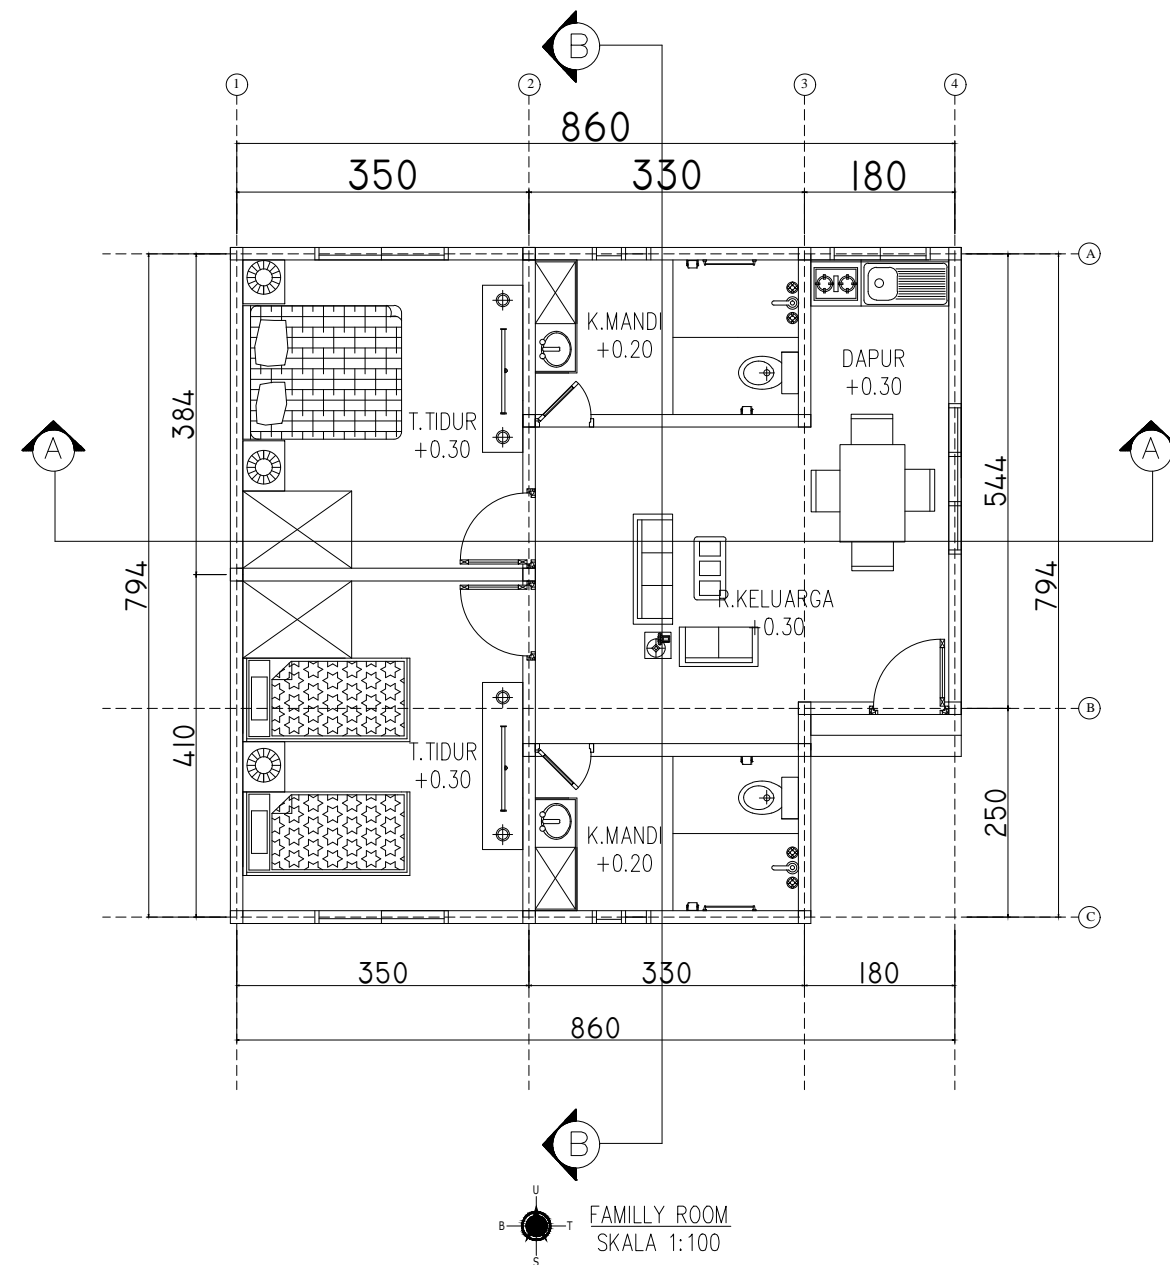 B
1
2
3
4
860
350
330
180
A
K.MANDI
+0.20
DAPUR
+0.30
384
T.TIDUR
+0.30
A
A
544
794
794
R.KELUARGA
+0.30
B
410
T.TIDUR
+0.30
250
K.MANDI
+0.20
C
350
330
180
860
B
U
B
T
S
FAMILLY ROOM
SKALA 1:100